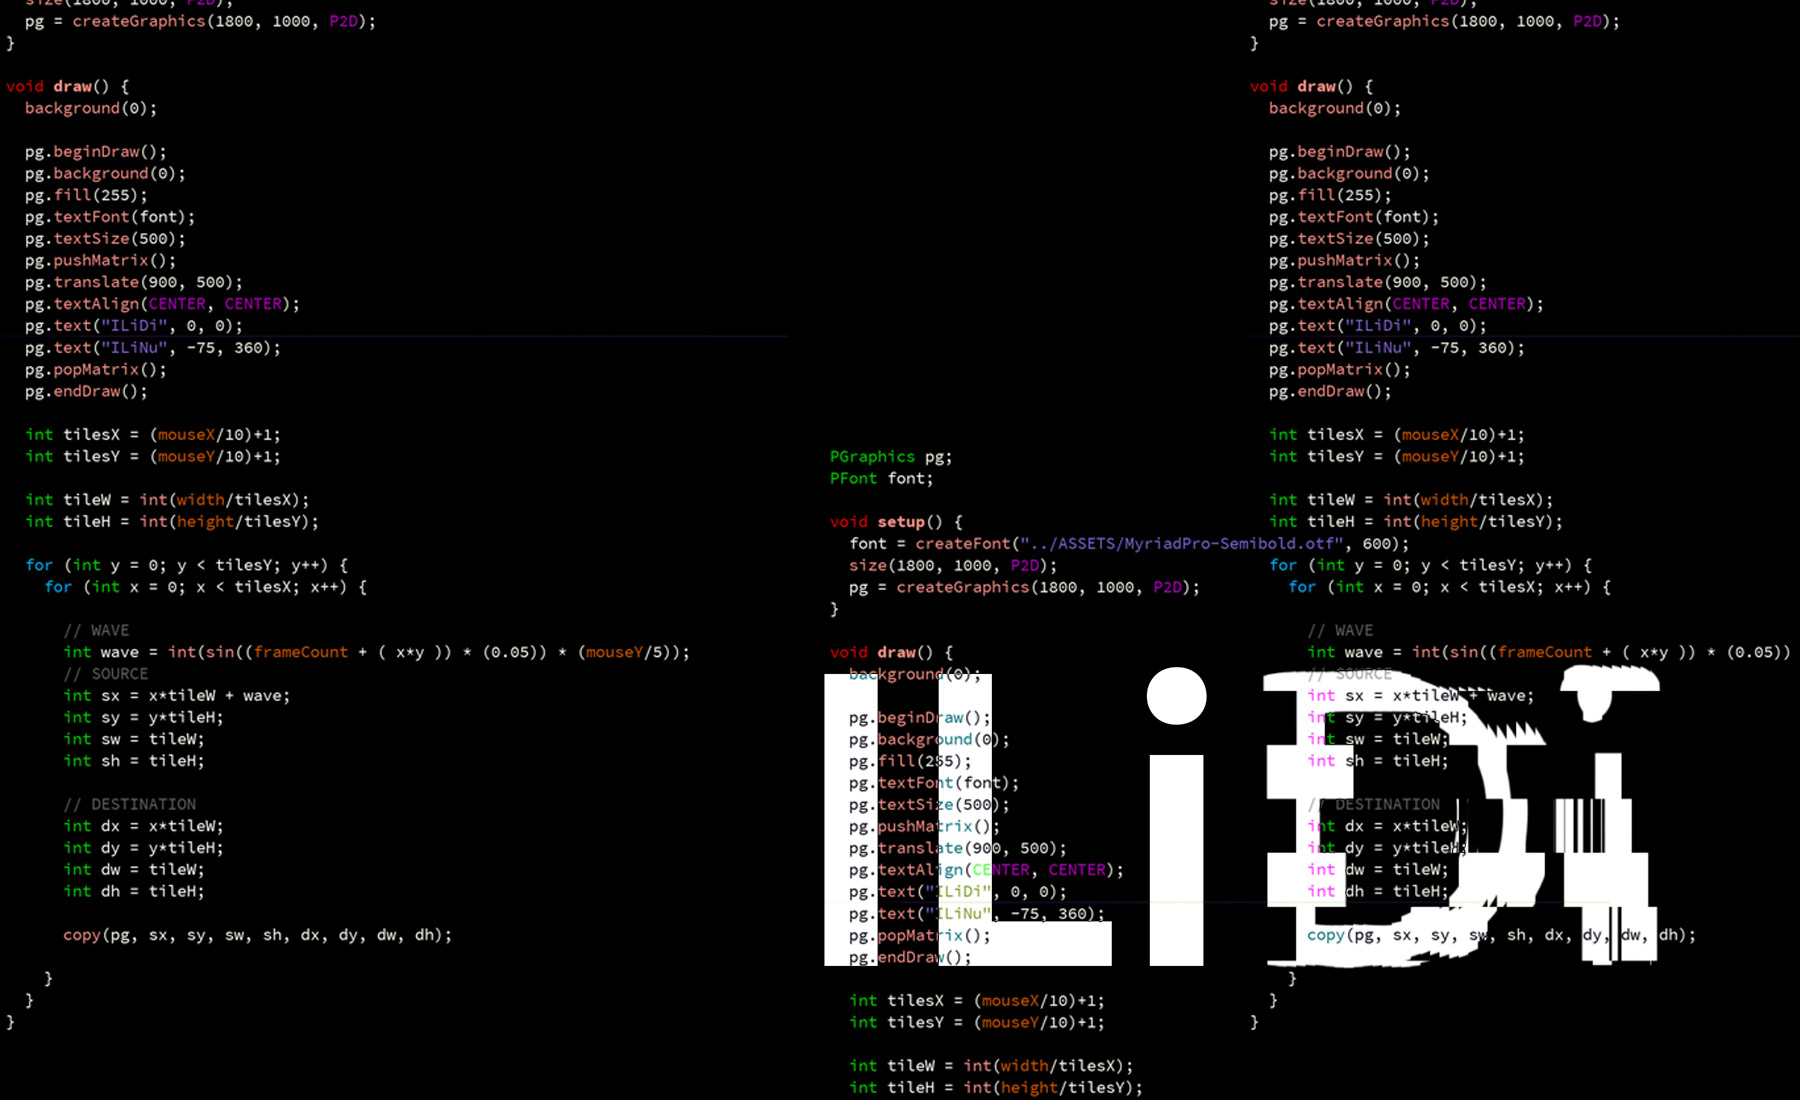 size(1800, 1000, P2D);
pg = createGraphics(1800, 1000, P2D);
}
void draw() {
background(0);
pg.beginDraw();
pg.background(0);
pg.fill(255);
pg.textFont(font);
pg.textSize(500);
pg.pushMatrix();
pg.translate(900, 500);
pg.textAlign(CENTER, CENTER);
pg.text("ILiDi", 0, 0);
pg.text("ILiNu", -75, 360);
pg.popMatrix();
pg.endDraw();
int tilesX = (mouseX/10)+1;
int tilesY = (mouseY/10)+1;
int tileW = int(width/tilesX);
int tileH = int(height/tilesY);
for (int y = 0; y < tilesY; y++) {
for (int x = 0; x < tilesX; x++) {
// WAVE
int wave = int(sin((frameCount + ( x*y )) * (0.05)) * (mouseY/5));
// SOURCE
int sx = x*tileW + wave;
int sy = y*tileH;
int sw = tileW;
int sh = tileH;
// DESTINATION
int dx = x*tileW;
int dy = y*tileH;
int dw = tileW;
int dh = tileH;
copy(pg, sx, sy, sw, sh, dx, dy, dw, dh);
}
}
}
PGraphics pg;
PFont font;
void setup() {
font = createFont("../ASSETS/MyriadPro-Semibold.otf", 600);
size(1800, 1000, P2D);
pg = createGraphics(1800, 1000, P2D);
}
void draw() {
background(0);
pg.beginDraw();
pg.background(0);
pg.fill(255);
pg.textFont(font);
pg.textSize(500);
pg.pushMatrix();
pg.translate(900, 500);
pg.textAlign(CENTER, CENTER);
pg.text("ILiDi", 0, 0);
pg.text("ILiNu", -75, 360);
pg.popMatrix();
pg.endDraw();
int tilesX = (mouseX/10)+1;
int tilesY = (mouseY/10)+1;
int tileW = int(width/tilesX);
int tileH = int(height/tilesY);
ILiDi
size(1800, 1000, P2D);
pg = createGraphics(1800, 1000, P2D);
}
void draw() {
background(0);
pg.beginDraw();
pg.background(0);
pg.fill(255);
pg.textFont(font);
pg.textSize(500);
pg.pushMatrix();
pg.translate(900, 500);
pg.textAlign(CENTER, CENTER);
pg.text("ILiDi", 0, 0);
pg.text("ILiNu", -75, 360);
pg.popMatrix();
pg.endDraw();
int tilesX = (mouseX/10)+1;
int tilesY = (mouseY/10)+1;
int tileW = int(width/tilesX);
int tileH = int(height/tilesY);
for (int y = 0; y < tilesY; y++) {
for (int x = 0; x < tilesX; x++) {
// WAVE
int wave = int(sin((frameCount + ( x*y )) * (0.05))
// SOURCE
int sx = x*tileW + wave;
int sy = y*tileH;
int sw = tileW;
int sh = tileH;
// DESTINATION
int dx = x*tileW;
int dy = y*tileH;
int dw = tileW;
int dh = tileH;
copy(pg, sx, sy, sw, sh, dx, dy, dw, dh);
}
}
}